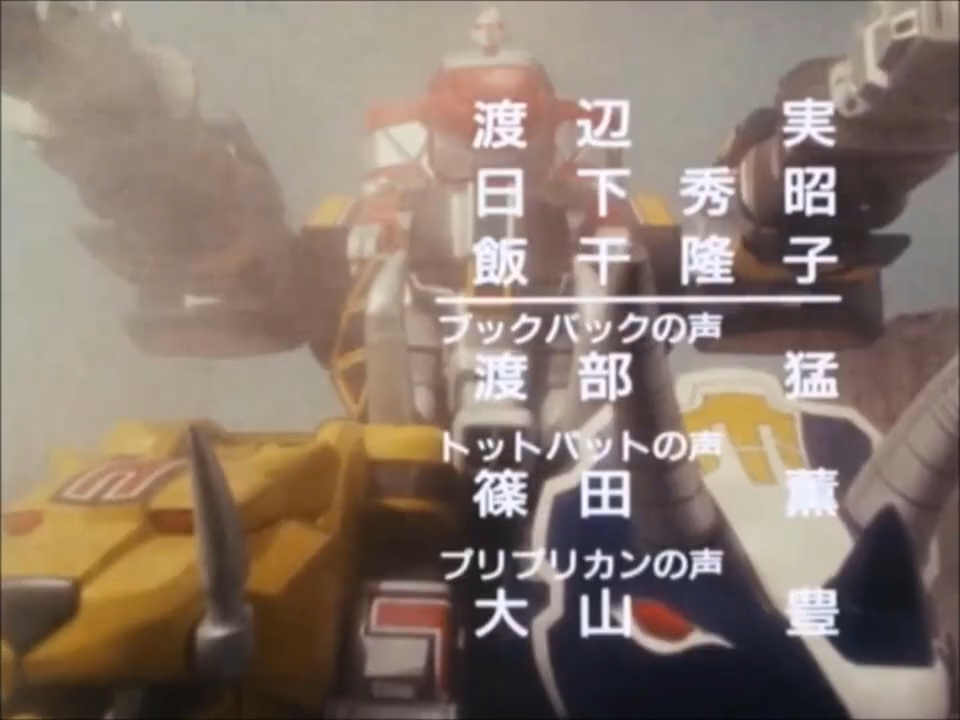 渡辺 実
日下秀昭
飯干隆子
ブックバックの声
渡部 猛
トットバットの声
篠田 薫
プリプリカンの声
大山 豊